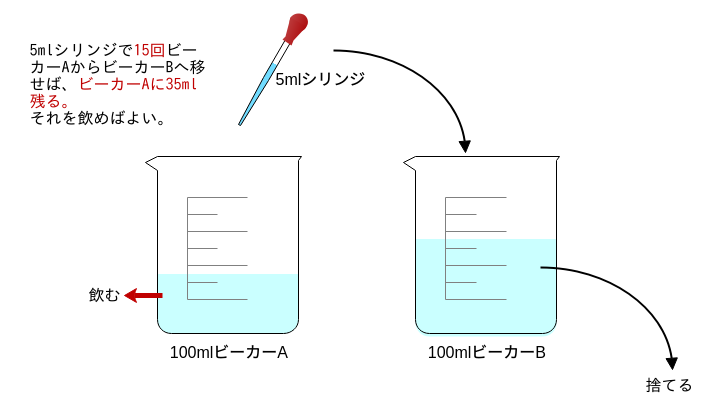 5mlシリンジで15回ビー
カーAからビーカーBへ移
せば、ビーカーAに35ml
残る。
それを飲めばよい。
5mlシリンジ
飲む
100mlビーカーA
100mlビーカーB
捨てる